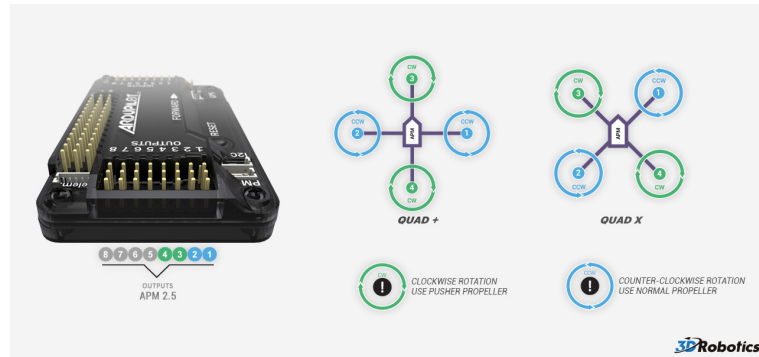 ARDUPILOT
FORWARD
OUTPUTS
1 2 3 4 5 6 7 8
RESET
I2C
PM
8 7 6 5 4 3 2 1
OUTPUTS
APM 2.5
CW
3
CCW
2
APM
CCW
1
4
CW
QUAD +
CW
3
1
CCW
APM
2
CCW
4
CW
QUAD X
CW
!
CLOCKWISE ROTATION
USE PUSHER PROPELLER
CCW
!
COUNTER-CLOCKWISE ROTATION
USE NORMAL PROPELLER
3DRobotics